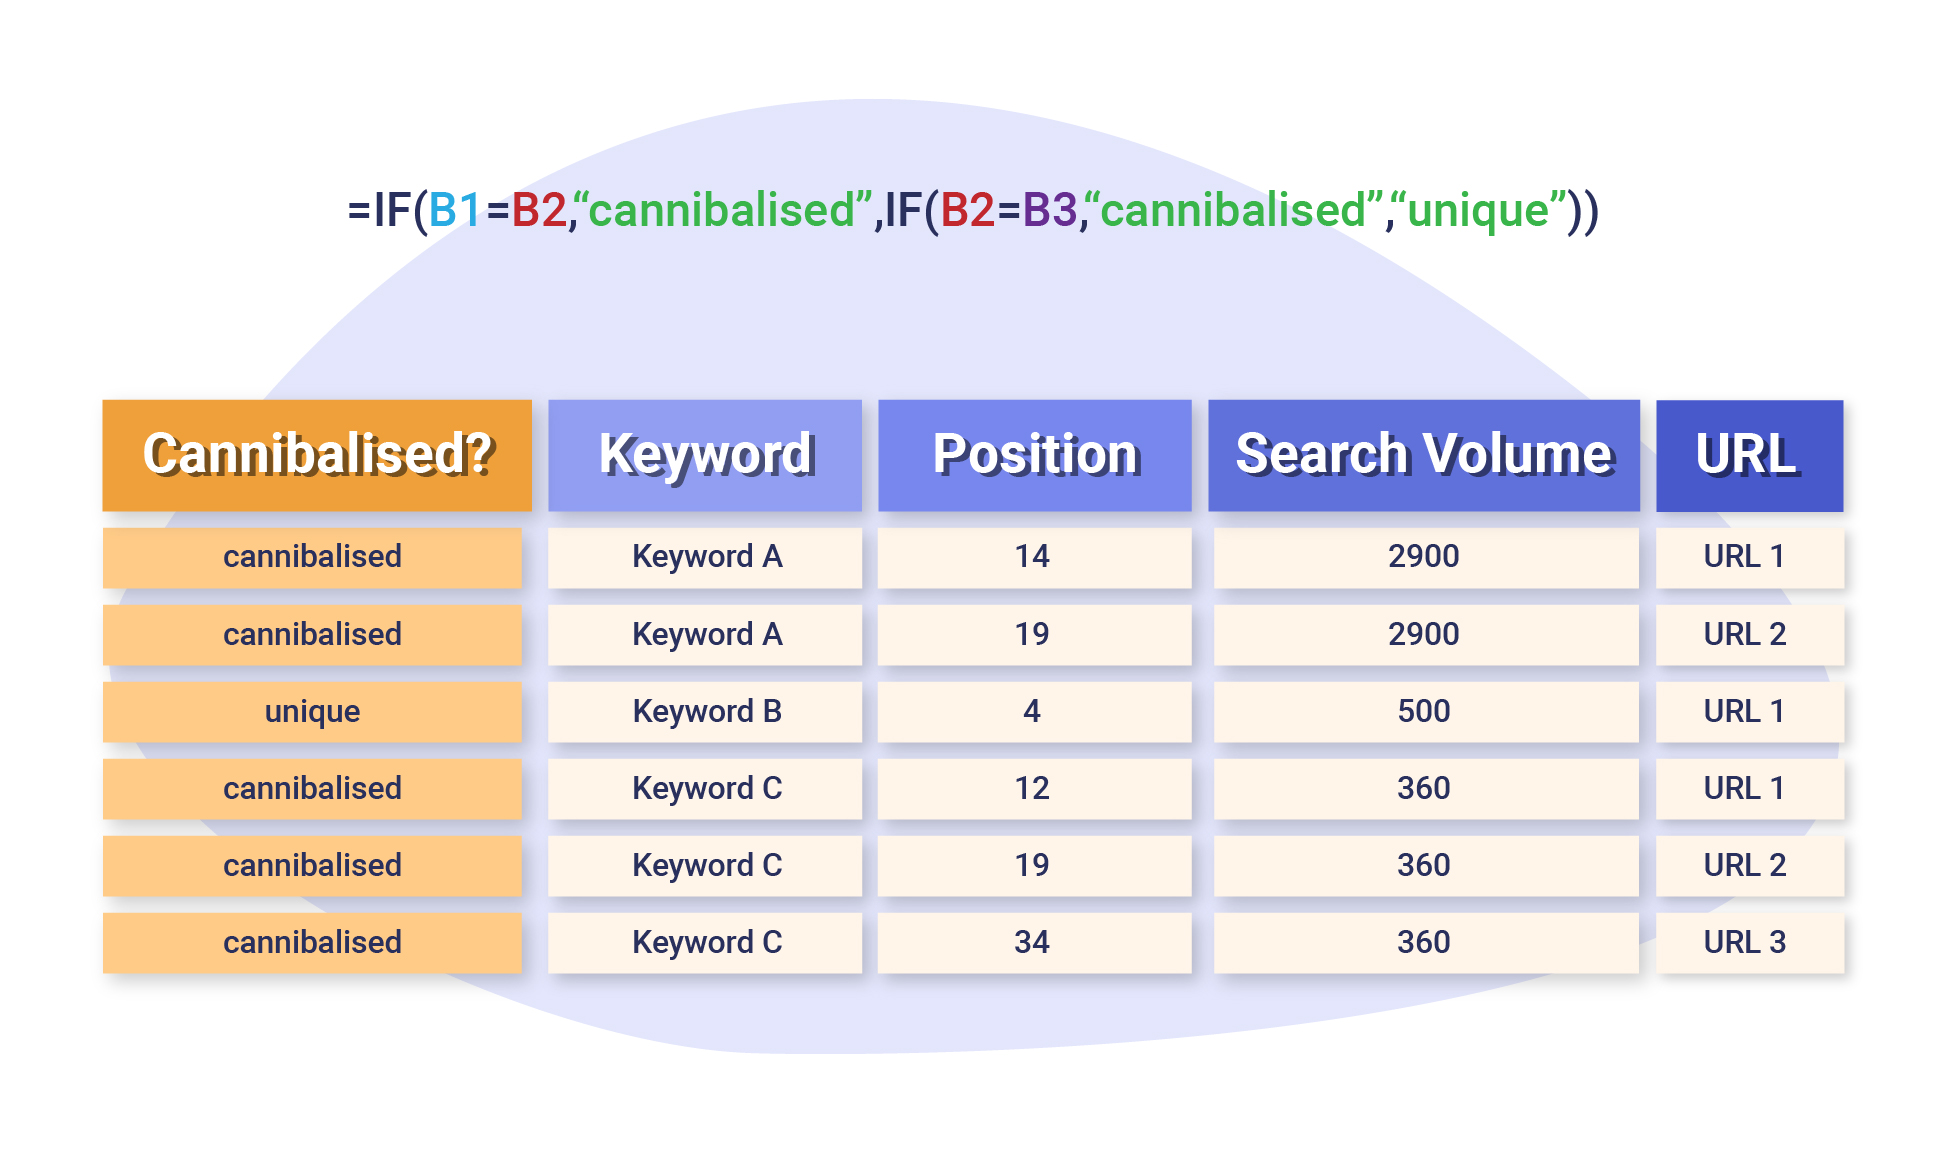 =IF(B1=B2,“cannibalised”,IF(B2=B3,“cannibalised”,“unique”))
Cannibalised? Keyword Position Search Volume URL
cannibalised Keyword A 14 2900 URL 1
cannibalised Keyword A 19 2900 URL 2
unique Keyword B 4 500 URL 1
cannibalised Keyword C 12 360 URL 1
cannibalised Keyword C 19 360 URL 2
cannibalised Keyword C 34 360 URL 3